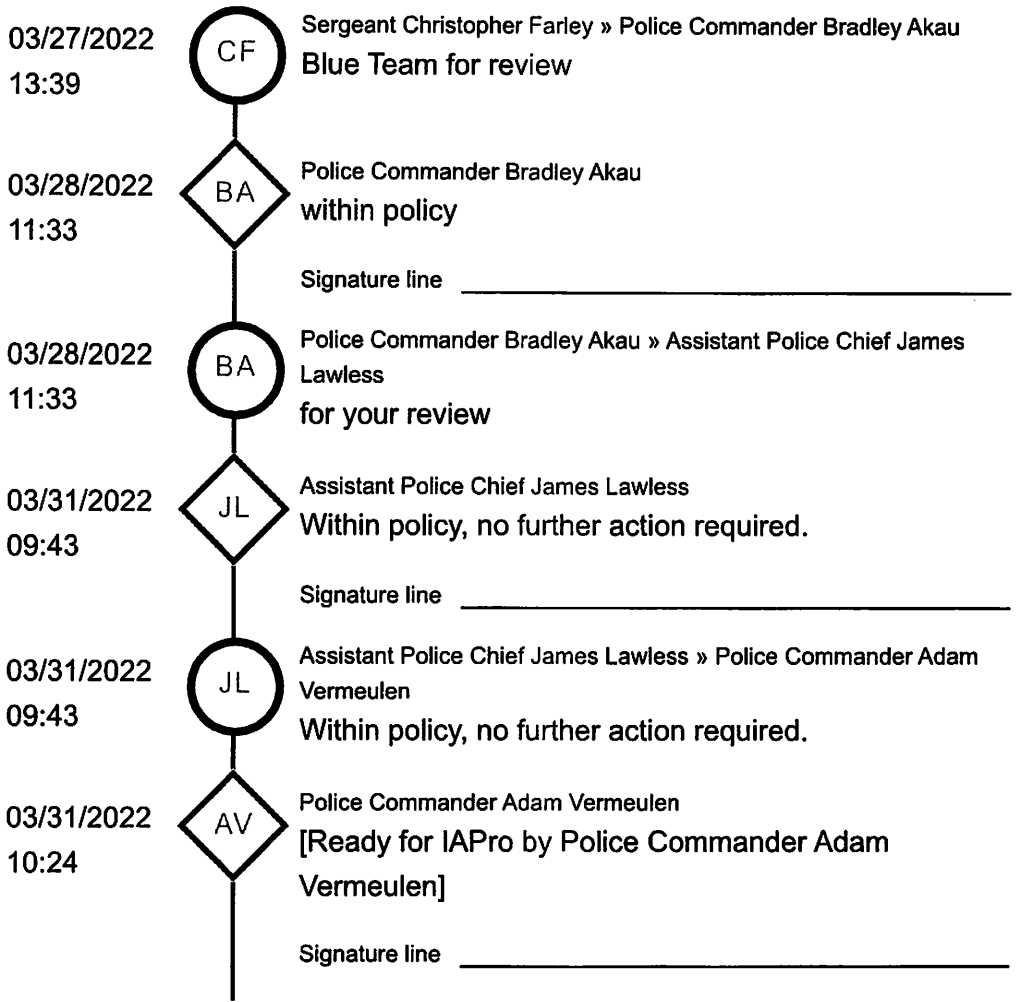 03/27/2022
13:39
CF
Sergeant Christopher Farley » Police Commander Bradley Akau
Blue Team for review
03/28/2022
11:33
BA
Police Commander Bradley Akau
within policy
Signature line
03/28/2022
11:33
BA
Police Commander Bradley Akau » Assistant Police Chief James
Lawless
for your review
03/31/2022
09:43
JL
Assistant Police Chief James Lawless
Within policy, no further action required.
Signature line
03/31/2022
09:43
JL
Assistant Police Chief James Lawless » Police Commander Adam
Vermeulen
Within policy, no further action required.
03/31/2022
10:24
AV
Police Commander Adam Vermeulen
[Ready for IAPro by Police Commander Adam
Vermeulen]
Signature line